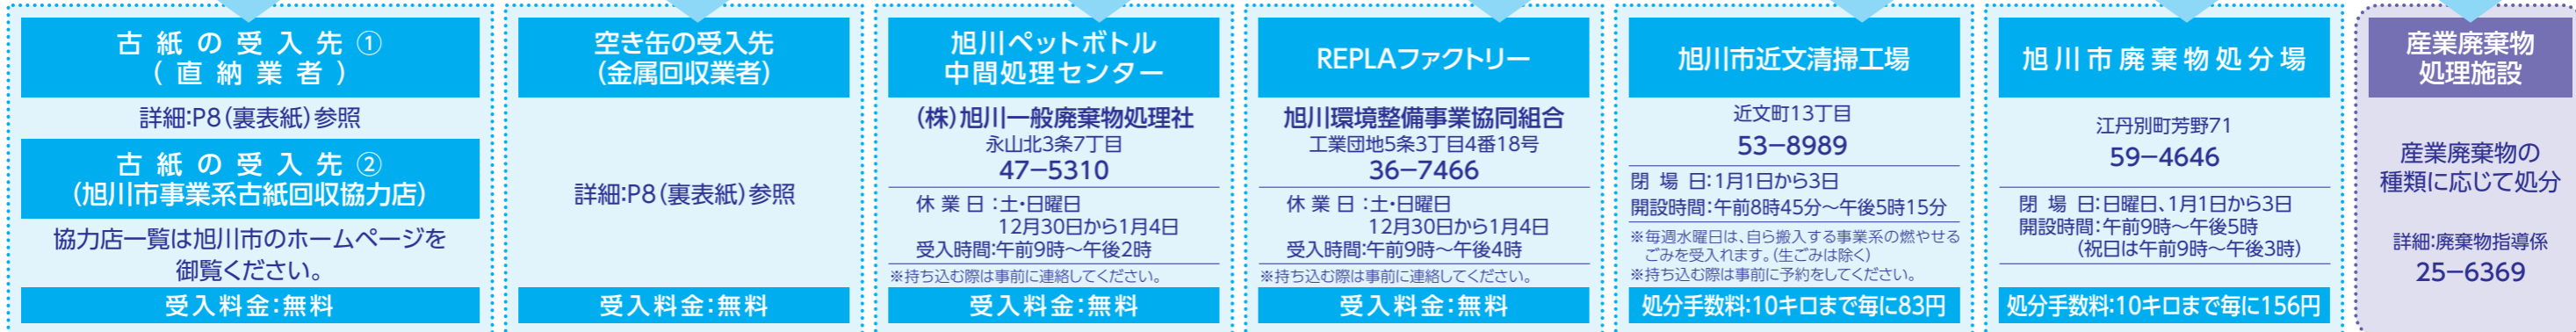 古紙の受入先①
(直納業者)
詳細:P8(裏表紙)参照
古紙の受入先②
(旭川市事業系古紙回収協力店)
協力店一覧は旭川市のホームページを
御覧ください。
受入料金:無料
空き缶の受入先
(金属回収業者)
詳細:P8(裏表紙)参照
受入料金:無料
旭川ペットボトル
中間処理センター
(株)旭川一般廃棄物処理社
永山北3条7丁目
47−5310
休業日:土・日曜日
12月30日から1月4日
受入時間:午前9時〜午後2時
※持ち込む際は事前に連絡してください。
受入料金:無料
REPLAファクトリー
旭川環境整備事業協同組合
工業団地5条3丁目4番18号
36−7466
休業日:土・日曜日
12月30日から1月4日
受入時間:午前9時〜午後4時
※持ち込む際は事前に連絡してください。
受入料金:無料
旭川市近文清掃工場
近文町13丁目
53−8989
閉場日:1月1日から3日
開設時間:午前8時45分〜午後5時15分
※毎週水曜日は、自ら搬入する事業系の燃やせる
ごみを受入れます。(生ごみは除く)
※持ち込む際は事前に予約をしてください。
処分手数料:10キロまで毎に83円
旭川市廃棄物処分場
江丹別町芳野71
59−4646
閉場日:日曜日、1月1日から3日
開設時間:午前9時〜午後5時
(祝日は午前9時〜午後3時)
処分手数料:10キロまで毎に156円
産業廃棄物
処理施設
産業廃棄物の
種類に応じて処分
詳細:廃棄物指導係
25−6369